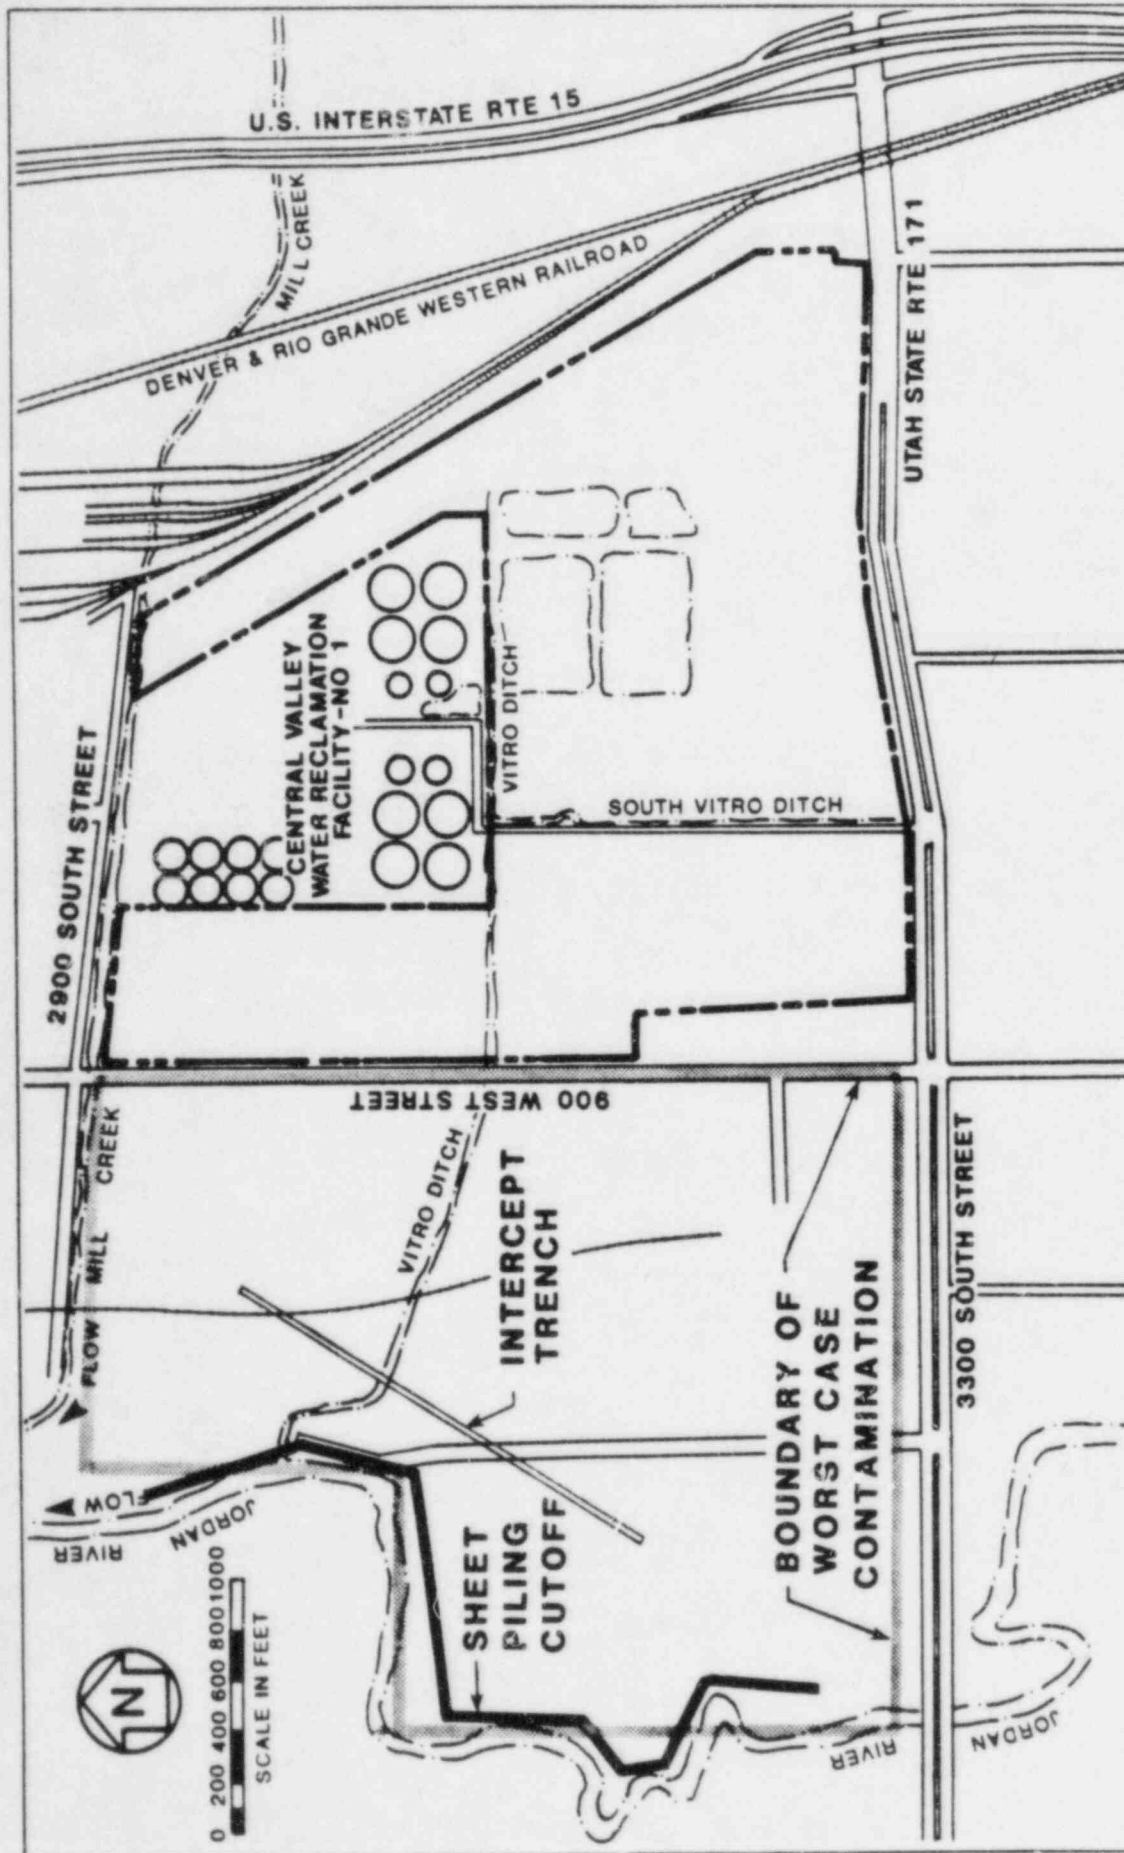 U.S. INTERSTATE RTE 15
MILL CREEK
DENVER & RIO GRANDE WESTERN RAILROAD
UTAH STATE RTE 171
2900 SOUTH STREET
CENTRAL VALLEY
WATER RECLAMATION
FACILITY-NO 1
VITRO DITCH
SOUTH VITRO DITCH
900 WEST STREET
FLOW
MILL
CREEK
VITRO DITCH
INTERCEPT
TRENCH
BOUNDARY OF
WORST CASE
CONTAMINATION
3300 SOUTH STREET
FLOW
JORDAN
RIVER
SHEET
PILING
CUTOFF
N
0 200 400 600 800 1000
SCALE IN FEET
RIVER
JORDAN